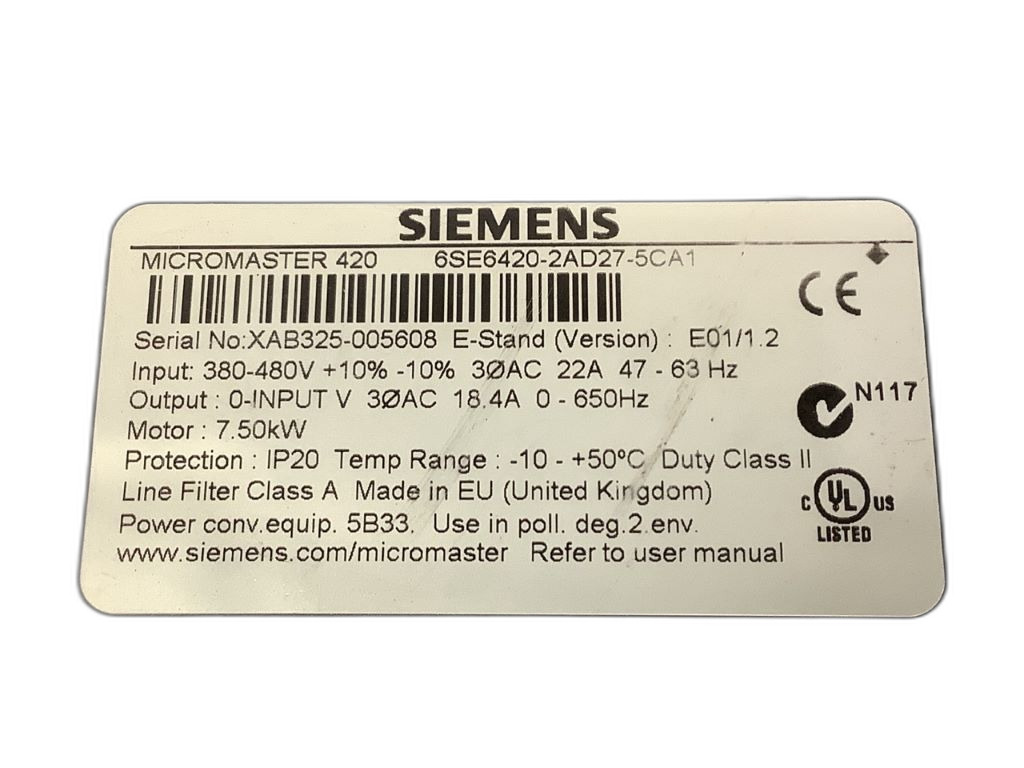 SIEMENS
MICROMASTER 420 6SE6420-2AD27-5CA1
CE
Serial No:XAB325-005608 E-Stand (Version) : E01/1.2
Input: 380-480V +10% -10% 3ØAC 22A 47 - 63 Hz
Output : 0-INPUT V 3ØAC 18.4A 0 - 650Hz
N117
Motor : 7.50kW
Protection : IP20 Temp Range : -10 - +50ºC Duty Class II
Line Filter Class A Made in EU (United Kingdom)
C UL US
LISTED
Power conv.equip. 5B33. Use in poll. deg.2 env.
www.siemens.com/micromaster Refer to user manual